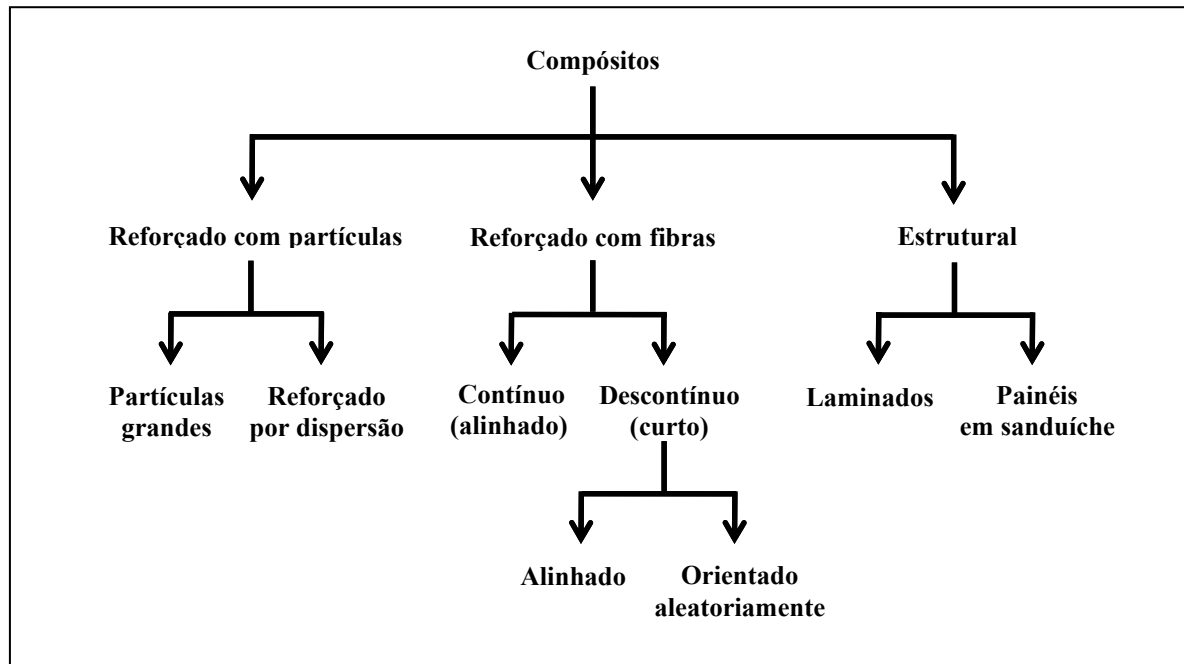 Compósitos
Reforçado com partículas
Reforçado com fibras
Estrutural
Partículas
grandes
Reforçado
por dispersão
Contínuo
(alinhado)
Descontínuo
(curto)
Laminados
Painéis
em sanduíche
Alinhado
Orientado
aleatoriamente